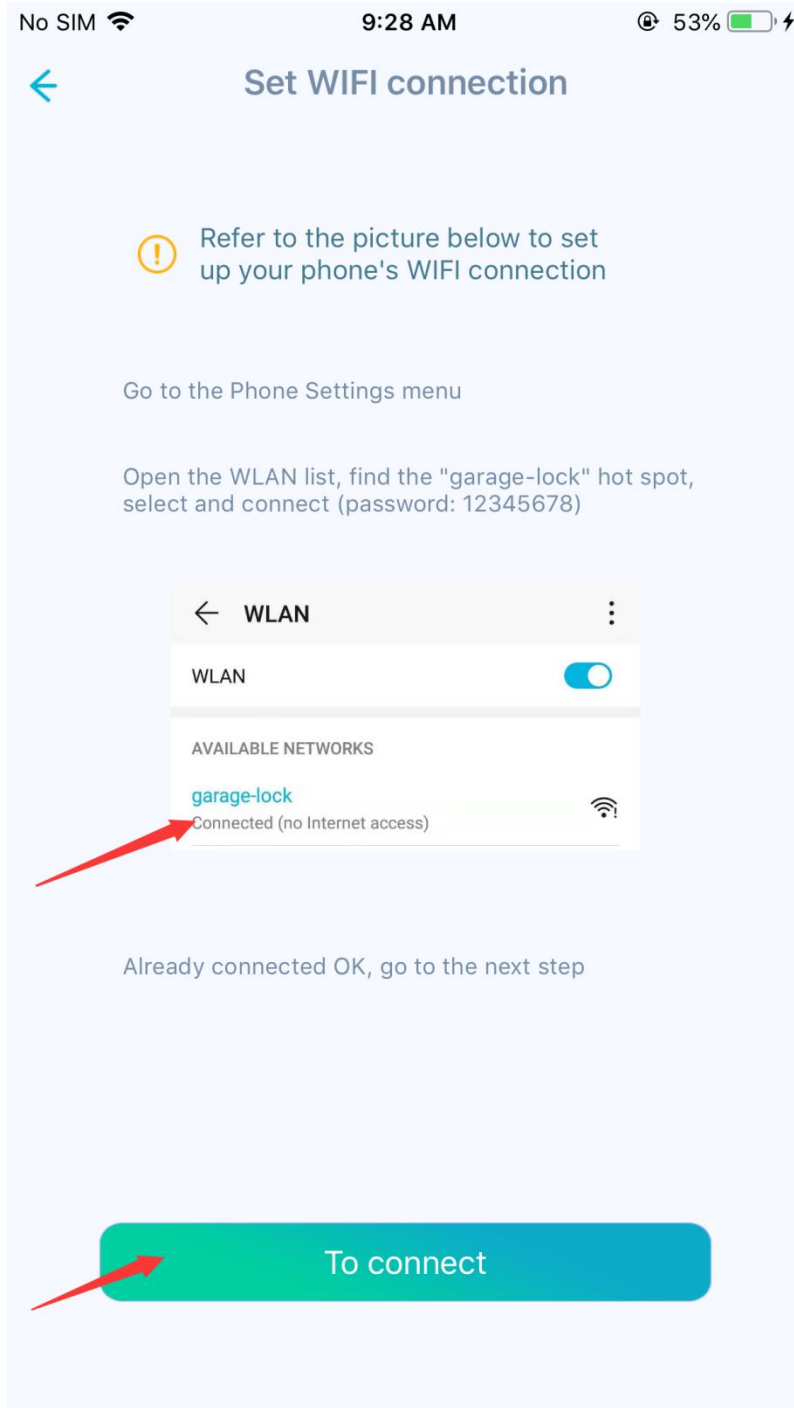 No SIM 9:28 AM 53%
Set WIFI connection
Refer to the picture below to set
up your phone's WIFI connection
Go to the Phone Settings menu
Open the WLAN list, find the "garage-lock" hot spot,
select and connect (password: 12345678)
WLAN
WLAN
AVAILABLE NETWORKS
garage-lock
Connected (no Internet access)
Already connected OK, go to the next step
To connect